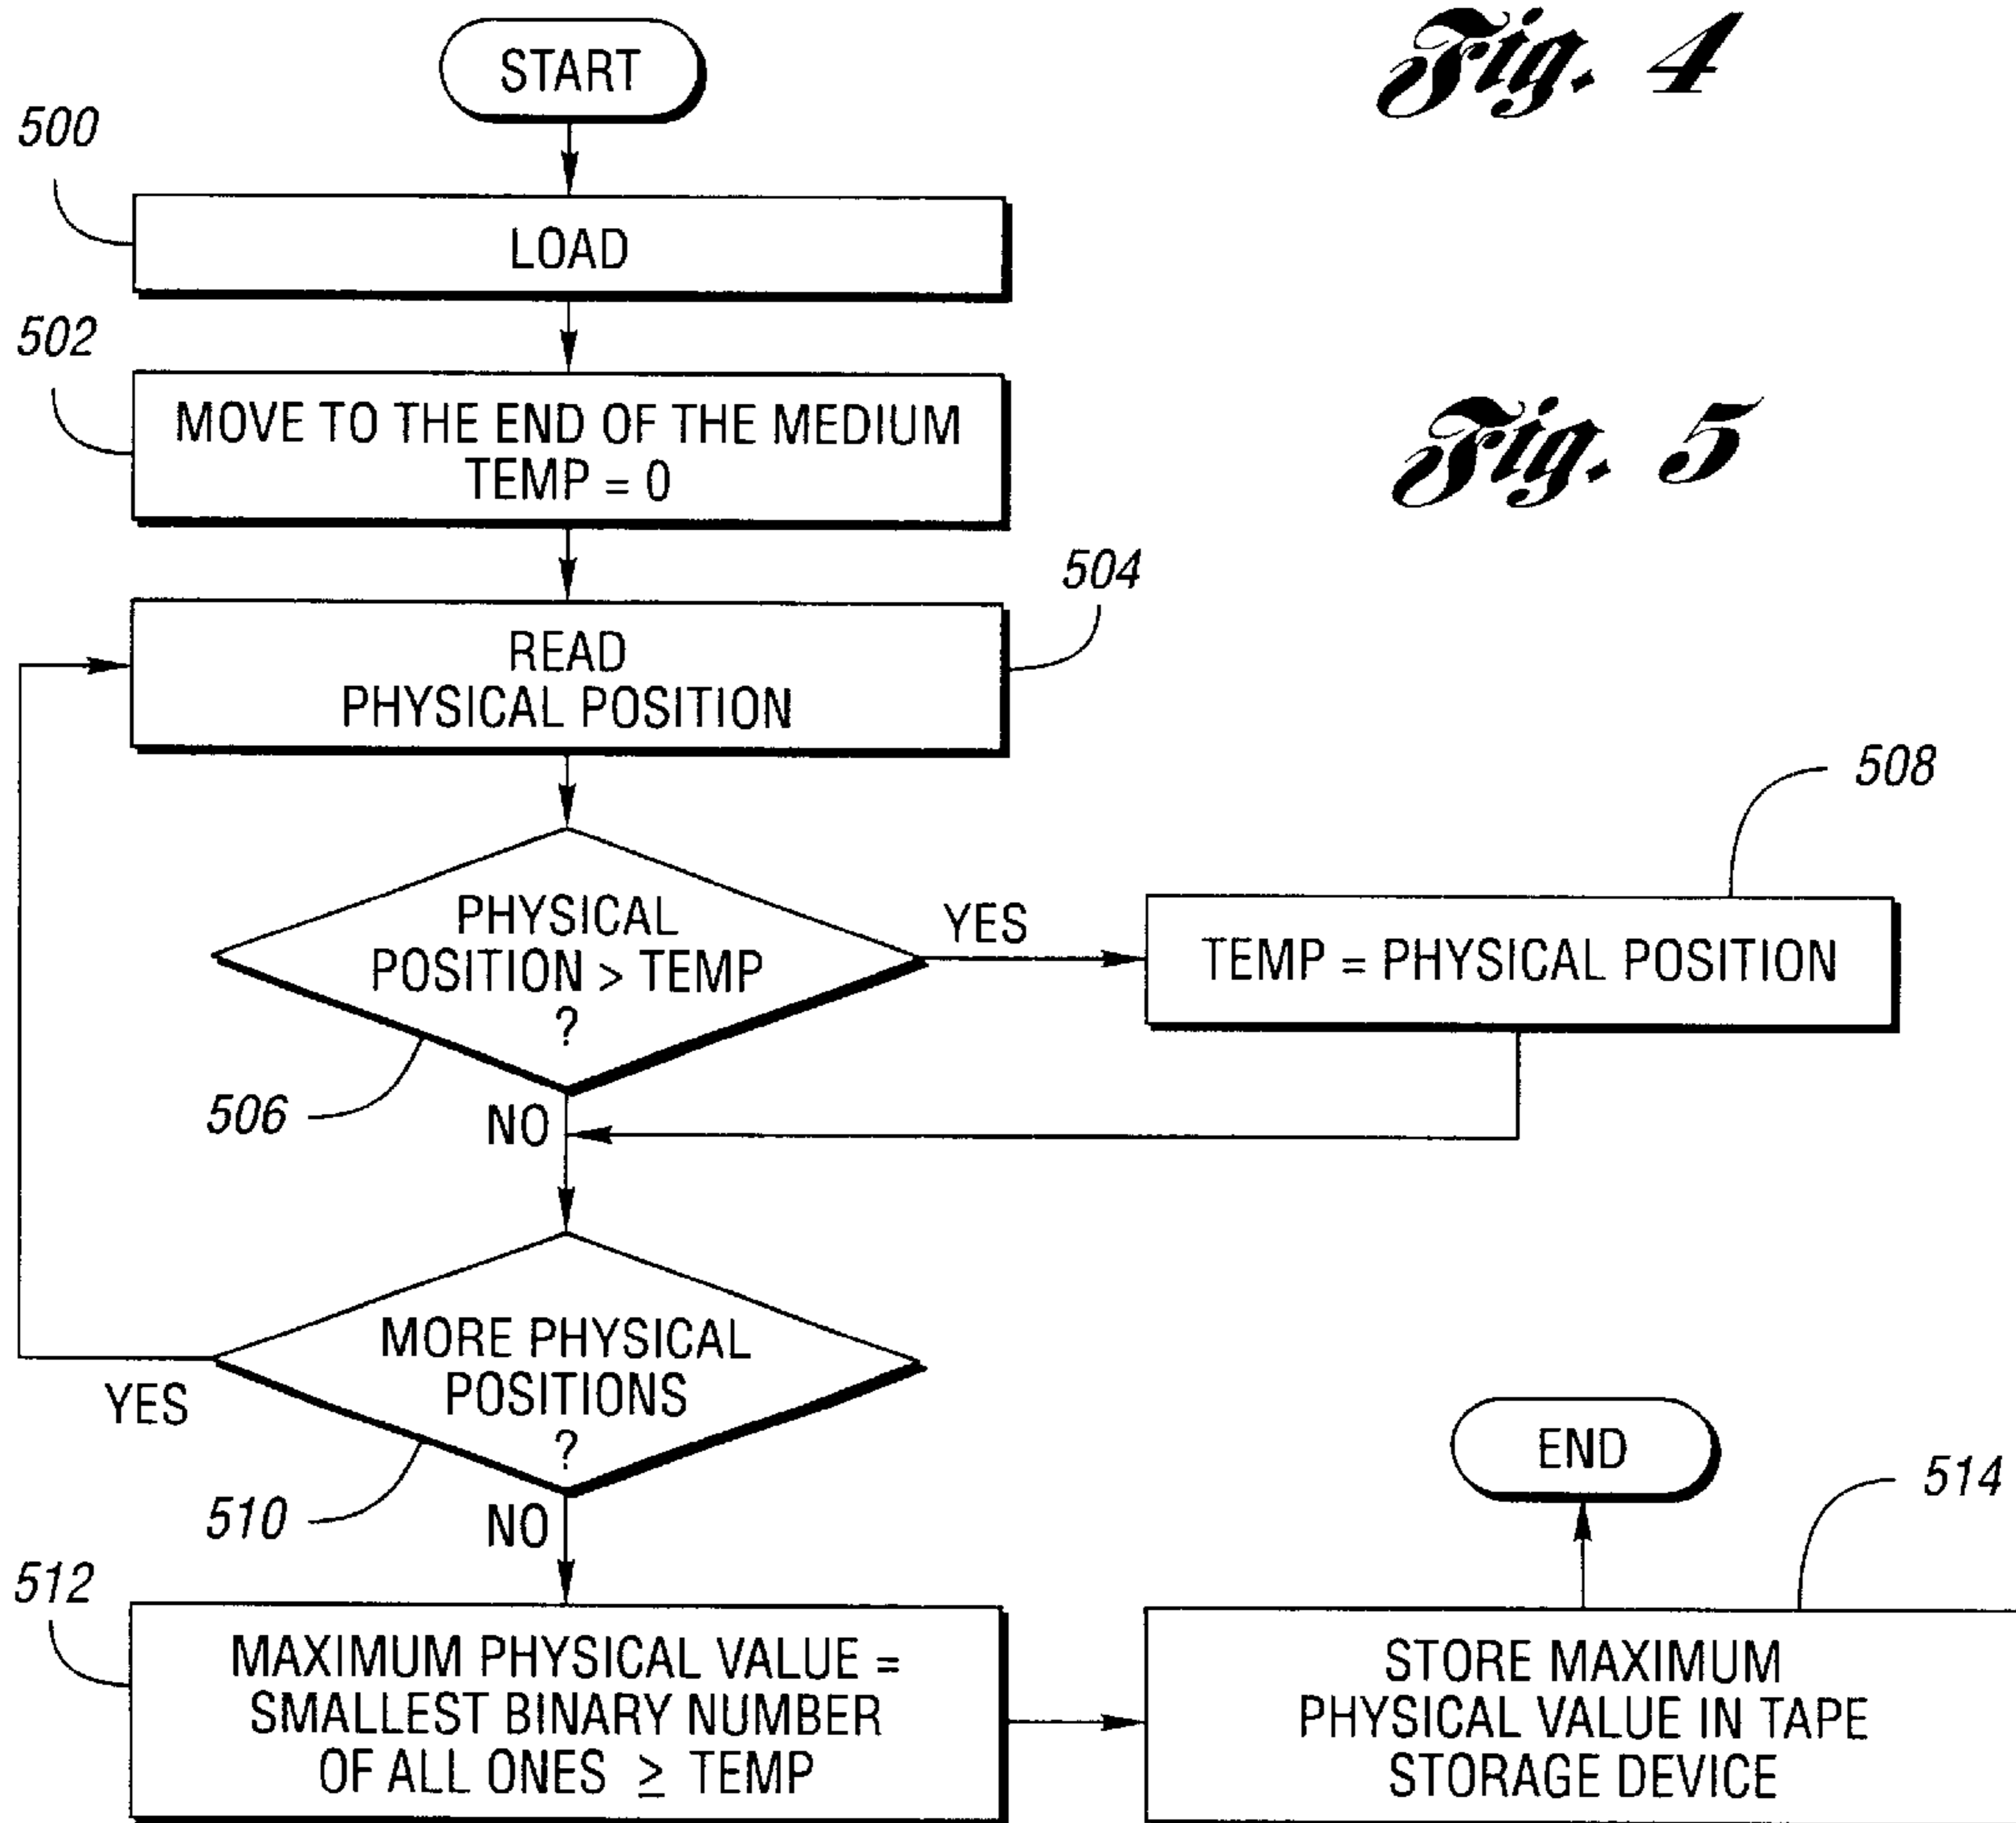 Fig. 4
START
500
LOAD
502
MOVE TO THE END OF THE MEDIUM
TEMP = 0
Fig. 5
504
READ
PHYSICAL POSITION
508
PHYSICAL
POSITION > TEMP
?
YES
TEMP = PHYSICAL POSITION
506
NO
MORE PHYSICAL
POSITIONS
?
YES
510
NO
END
514
512
MAXIMUM PHYSICAL VALUE =
SMALLEST BINARY NUMBER
OF ALL ONES ≥ TEMP
STORE MAXIMUM
PHYSICAL VALUE IN TAPE
STORAGE DEVICE